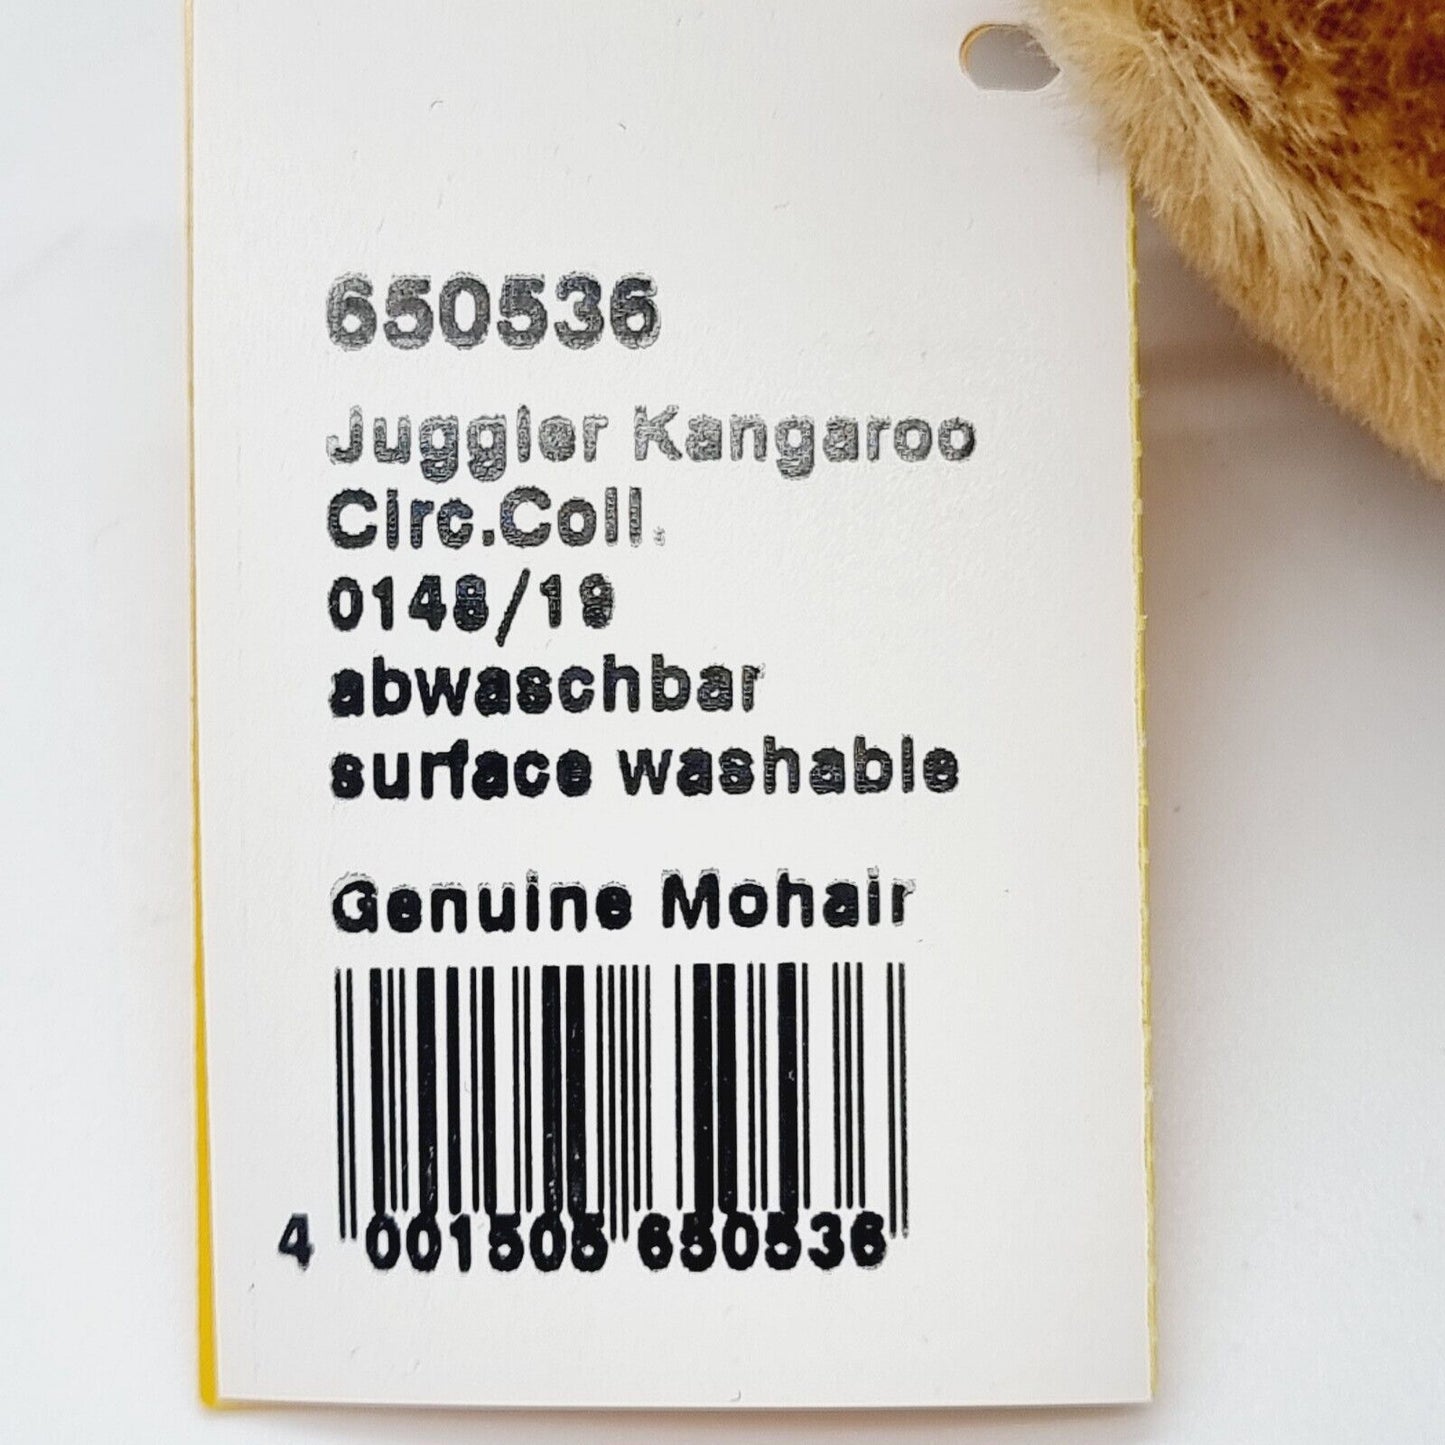 650536
Juggler Kangaroo
Circ.Coll.
0148/19
abwaschbar
surface washable
Genuine Mohair
4 001505 650536